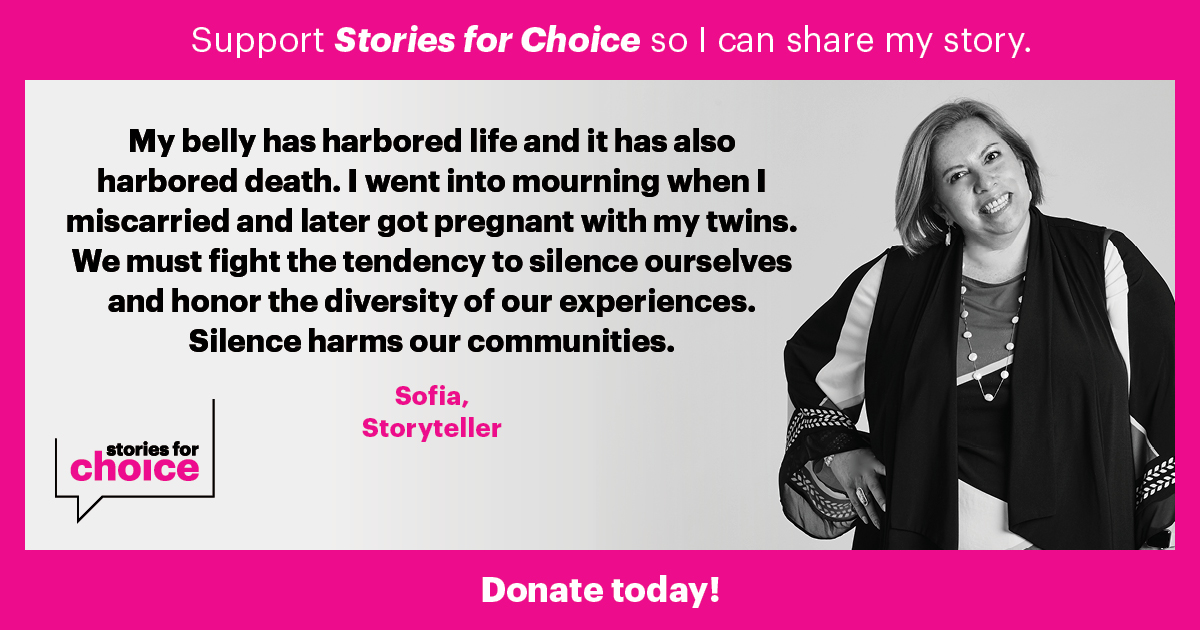 Support Stories for Choice so I can share my story.
My belly has harbored life and it has also
harbored death. I went into mourning when I
miscarried and later got pregnant with my twins.
We must fight the tendency to silence ourselves
and honor the diversity of our experiences.
Silence harms our communities.
Sofia,
Storyteller
stories for
choice
Donate today!